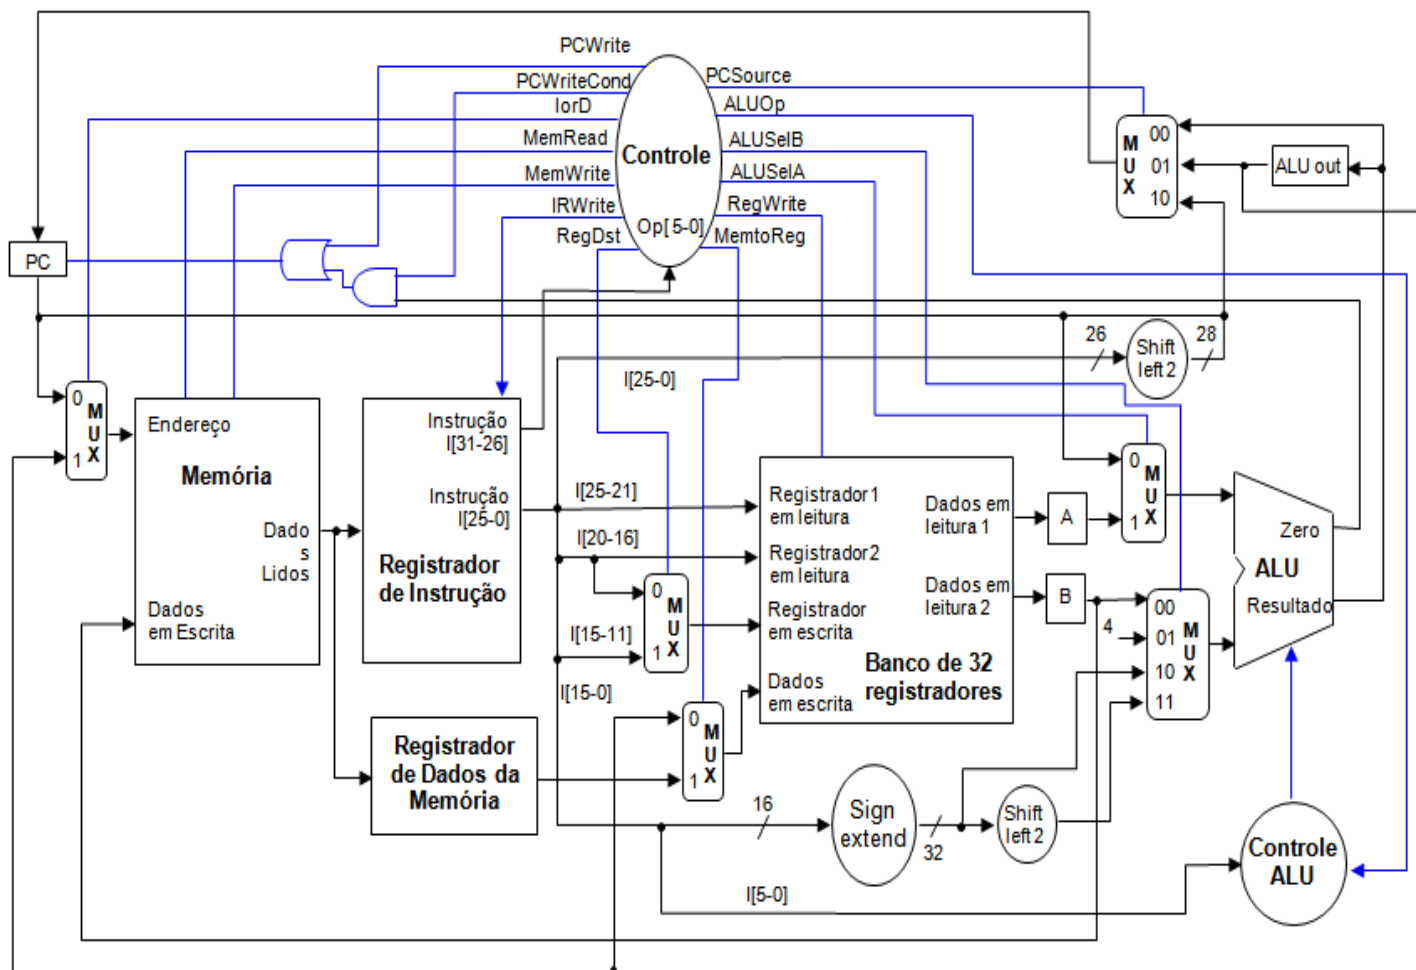 PCWrite
PCWriteCond
IorD
MemRead
MemWrite
IRWrite
RegDst
Controle
Op[5-0]
PCSource
ALUOp
ALUSelB
ALUSelA
RegWrite
MemtoReg
M
U
X
00
01
10
ALU out
PC
26
Shift
left 2
28
I[25-0]
0
1
M
U
X
Endereço
Memória
Dado
s
Lidos
Dados
em Escrita
Instrução
I[31-26]
Instrução
I[25-0]
Registrador
de Instrução
I[25-21]
I[20-16]
I[15-11]
I[15-0]
0
1
M
U
X
Registrador1
em leitura
Registrador2
em leitura
Registrador
em escrita
Dados
em escrita
Dados em
leitura 1
Dados em
leitura 2
Banco de 32
registradores
A
B
0
1
M
U
X
4
00
01
10
11
M
U
X
Zero
ALU
Resultado
Registrador
de Dados da
Memória
0
1
M
U
X
16
Sign
extend
32
Shift
left 2
I[5-0]
Controle
ALU